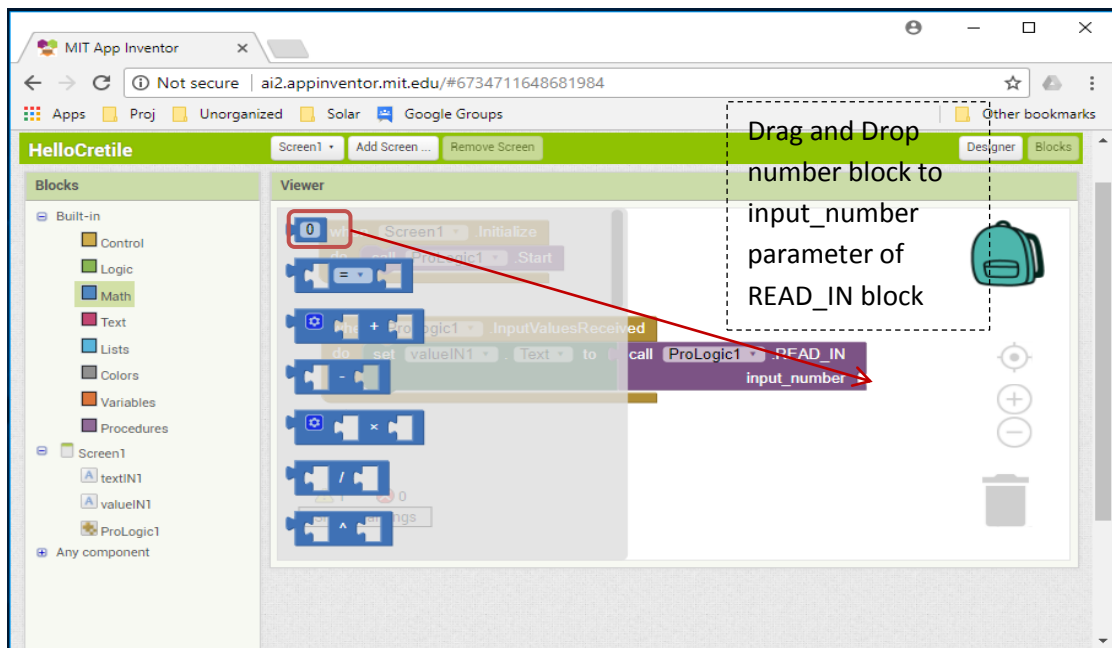 MIT App Inventor
Not secure | ai2.appinventor.mit.edu/#6734711648681984
Apps Proj Unorganized Solar Google Groups Other bookmarks
HelloCretile Screen1 Add Screen ... Remove Screen Designer Blocks
Blocks
Viewer
Built-in
Control
Logic
Math
Text
Lists
Colors
Variables
Procedures
Screen1
textIN1
valueIN1
ProLogic1
Any component
0
when Screen1 .Initialize
do call ProLogic1 .Start
=
+
ProLogic1 .InputValuesReceived
do set valueIN1 . Text to call ProLogic1 .READ_IN
input_number
-
×
/
^
1 0
Drag and Drop
number block to
input_number
parameter of
READ_IN block